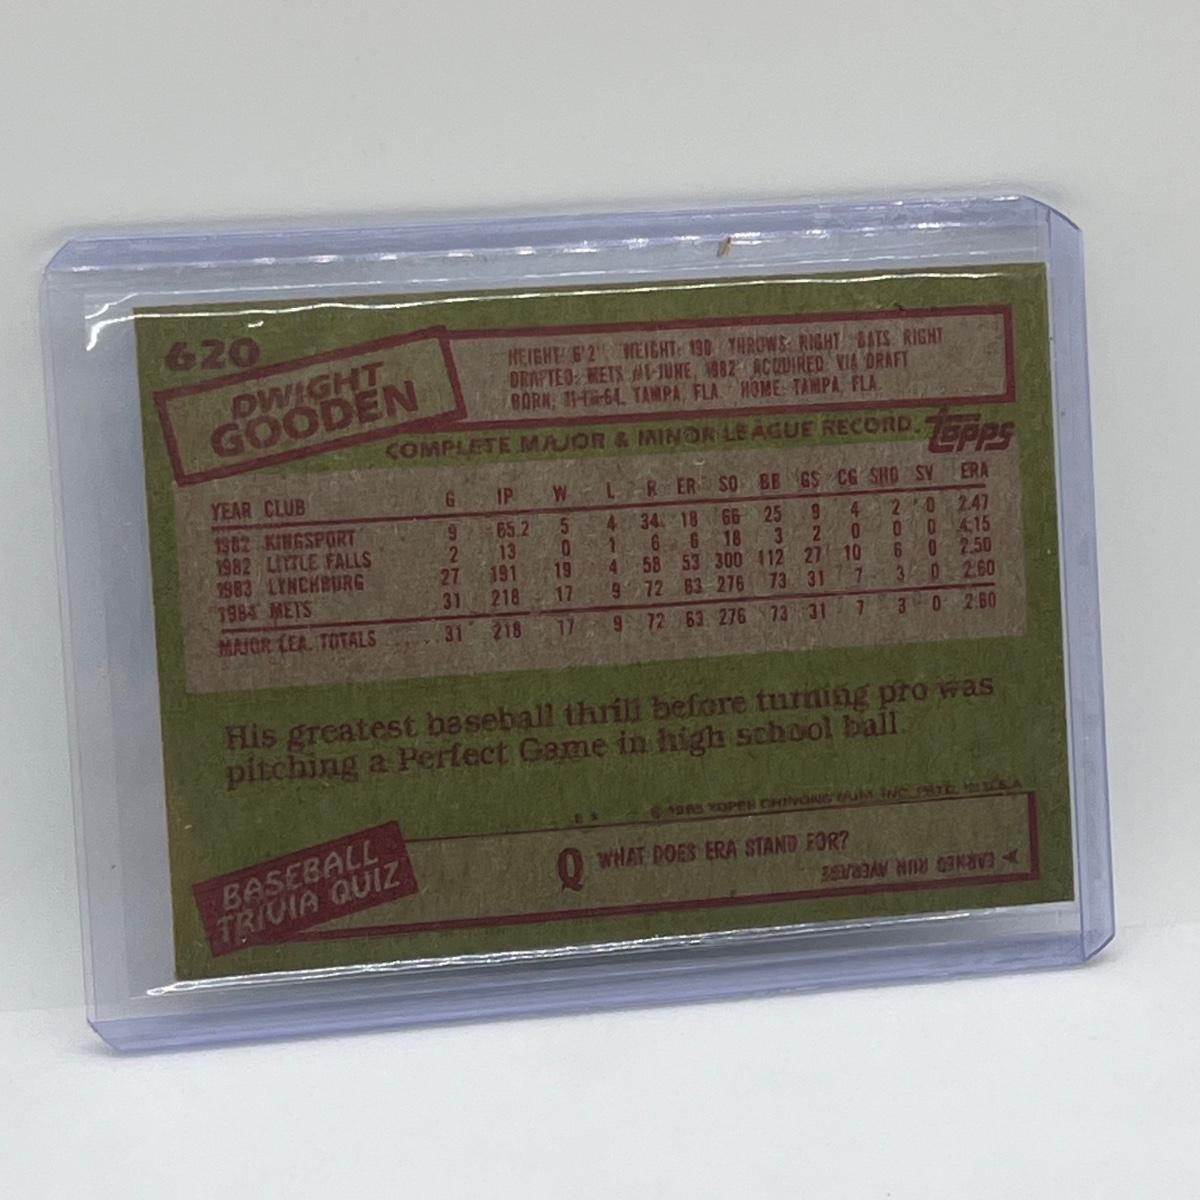 620
DWIGHT
GOODEN
HEIGHT: 6'2" WEIGHT: 190 THROWS: RIGHT BATS: RIGHT
DRAFTED: METS #1-JUNE, 1982 ACQUIRED: VIA DRAFT
BORN: 11-16-64, TAMPA, FLA. HOME: TAMPA, FLA.
COMPLETE MAJOR & MINOR LEAGUE RECORD.
TOPPS
YEAR CLUB G IP W L R ER SO BB GS CG SHO SV ERA
1982 KINGSPORT 9 65.2 5 4 34 18 66 25 9 4 2 0 2.47
1982 LITTLE FALLS 2 13 0 1 6 6 18 3 2 0 0 0 4.15
1983 LYNCHBURG 27 191 19 4 58 53 300 112 27 10 6 0 2.50
1984 METS 31 218 17 9 72 63 276 73 31 7 3 0 2.60
MAJOR LEA. TOTALS 31 218 17 9 72 63 276 73 31 7 3 0 2.60
His greatest baseball thrill before turning pro was
pitching a Perfect Game in high school ball.
© 1985 TOPPS CHEWING GUM, INC. PRTD. IN U.S.A.
BASEBALL
TRIVIA QUIZ
Q WHAT DOES ERA STAND FOR?
A EARNED RUN AVERAGE